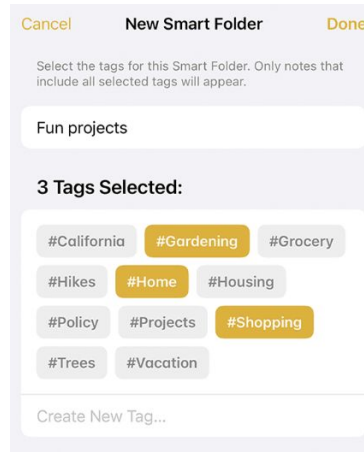 Cancel New Smart Folder Done
Select the tags for this Smart Folder. Only notes that
include all selected tags will appear.
Fun projects
3 Tags Selected:
#California #Gardening #Grocery
#Hikes #Home #Housing
#Policy #Projects #Shopping
#Trees #Vacation
Create New Tag...